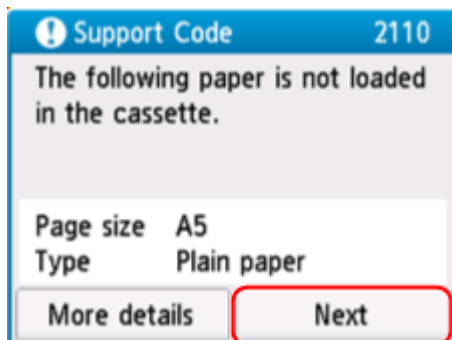 Support Code 2110
The following paper is not loaded
in the cassette.
Page size A5
Type Plain paper
More details Next